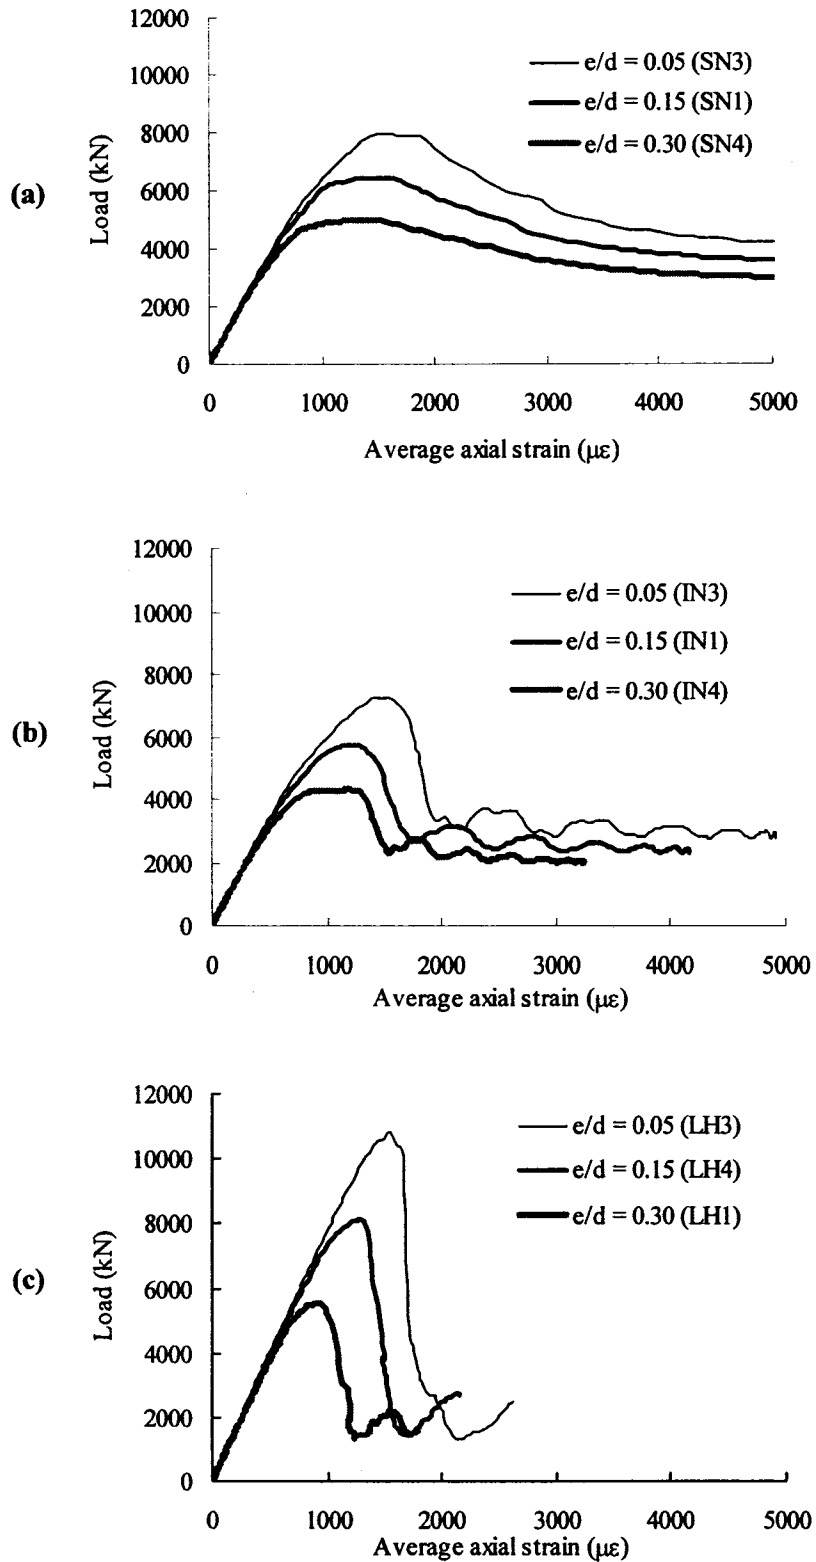 (a)
Load (kN)
12000
10000
8000
6000
4000
2000
0
e/d = 0.05 (SN3)
e/d = 0.15 (SN1)
e/d = 0.30 (SN4)
0 1000 2000 3000 4000 5000
Average axial strain (με)
(b)
Load (kN)
12000
10000
8000
6000
4000
2000
0
e/d = 0.05 (IN3)
e/d = 0.15 (IN1)
e/d = 0.30 (IN4)
0 1000 2000 3000 4000 5000
Average axial strain (με)
(c)
Load (kN)
12000
10000
8000
6000
4000
2000
0
e/d = 0.05 (LH3)
e/d = 0.15 (LH4)
e/d = 0.30 (LH1)
0 1000 2000 3000 4000 5000
Average axial strain (με)